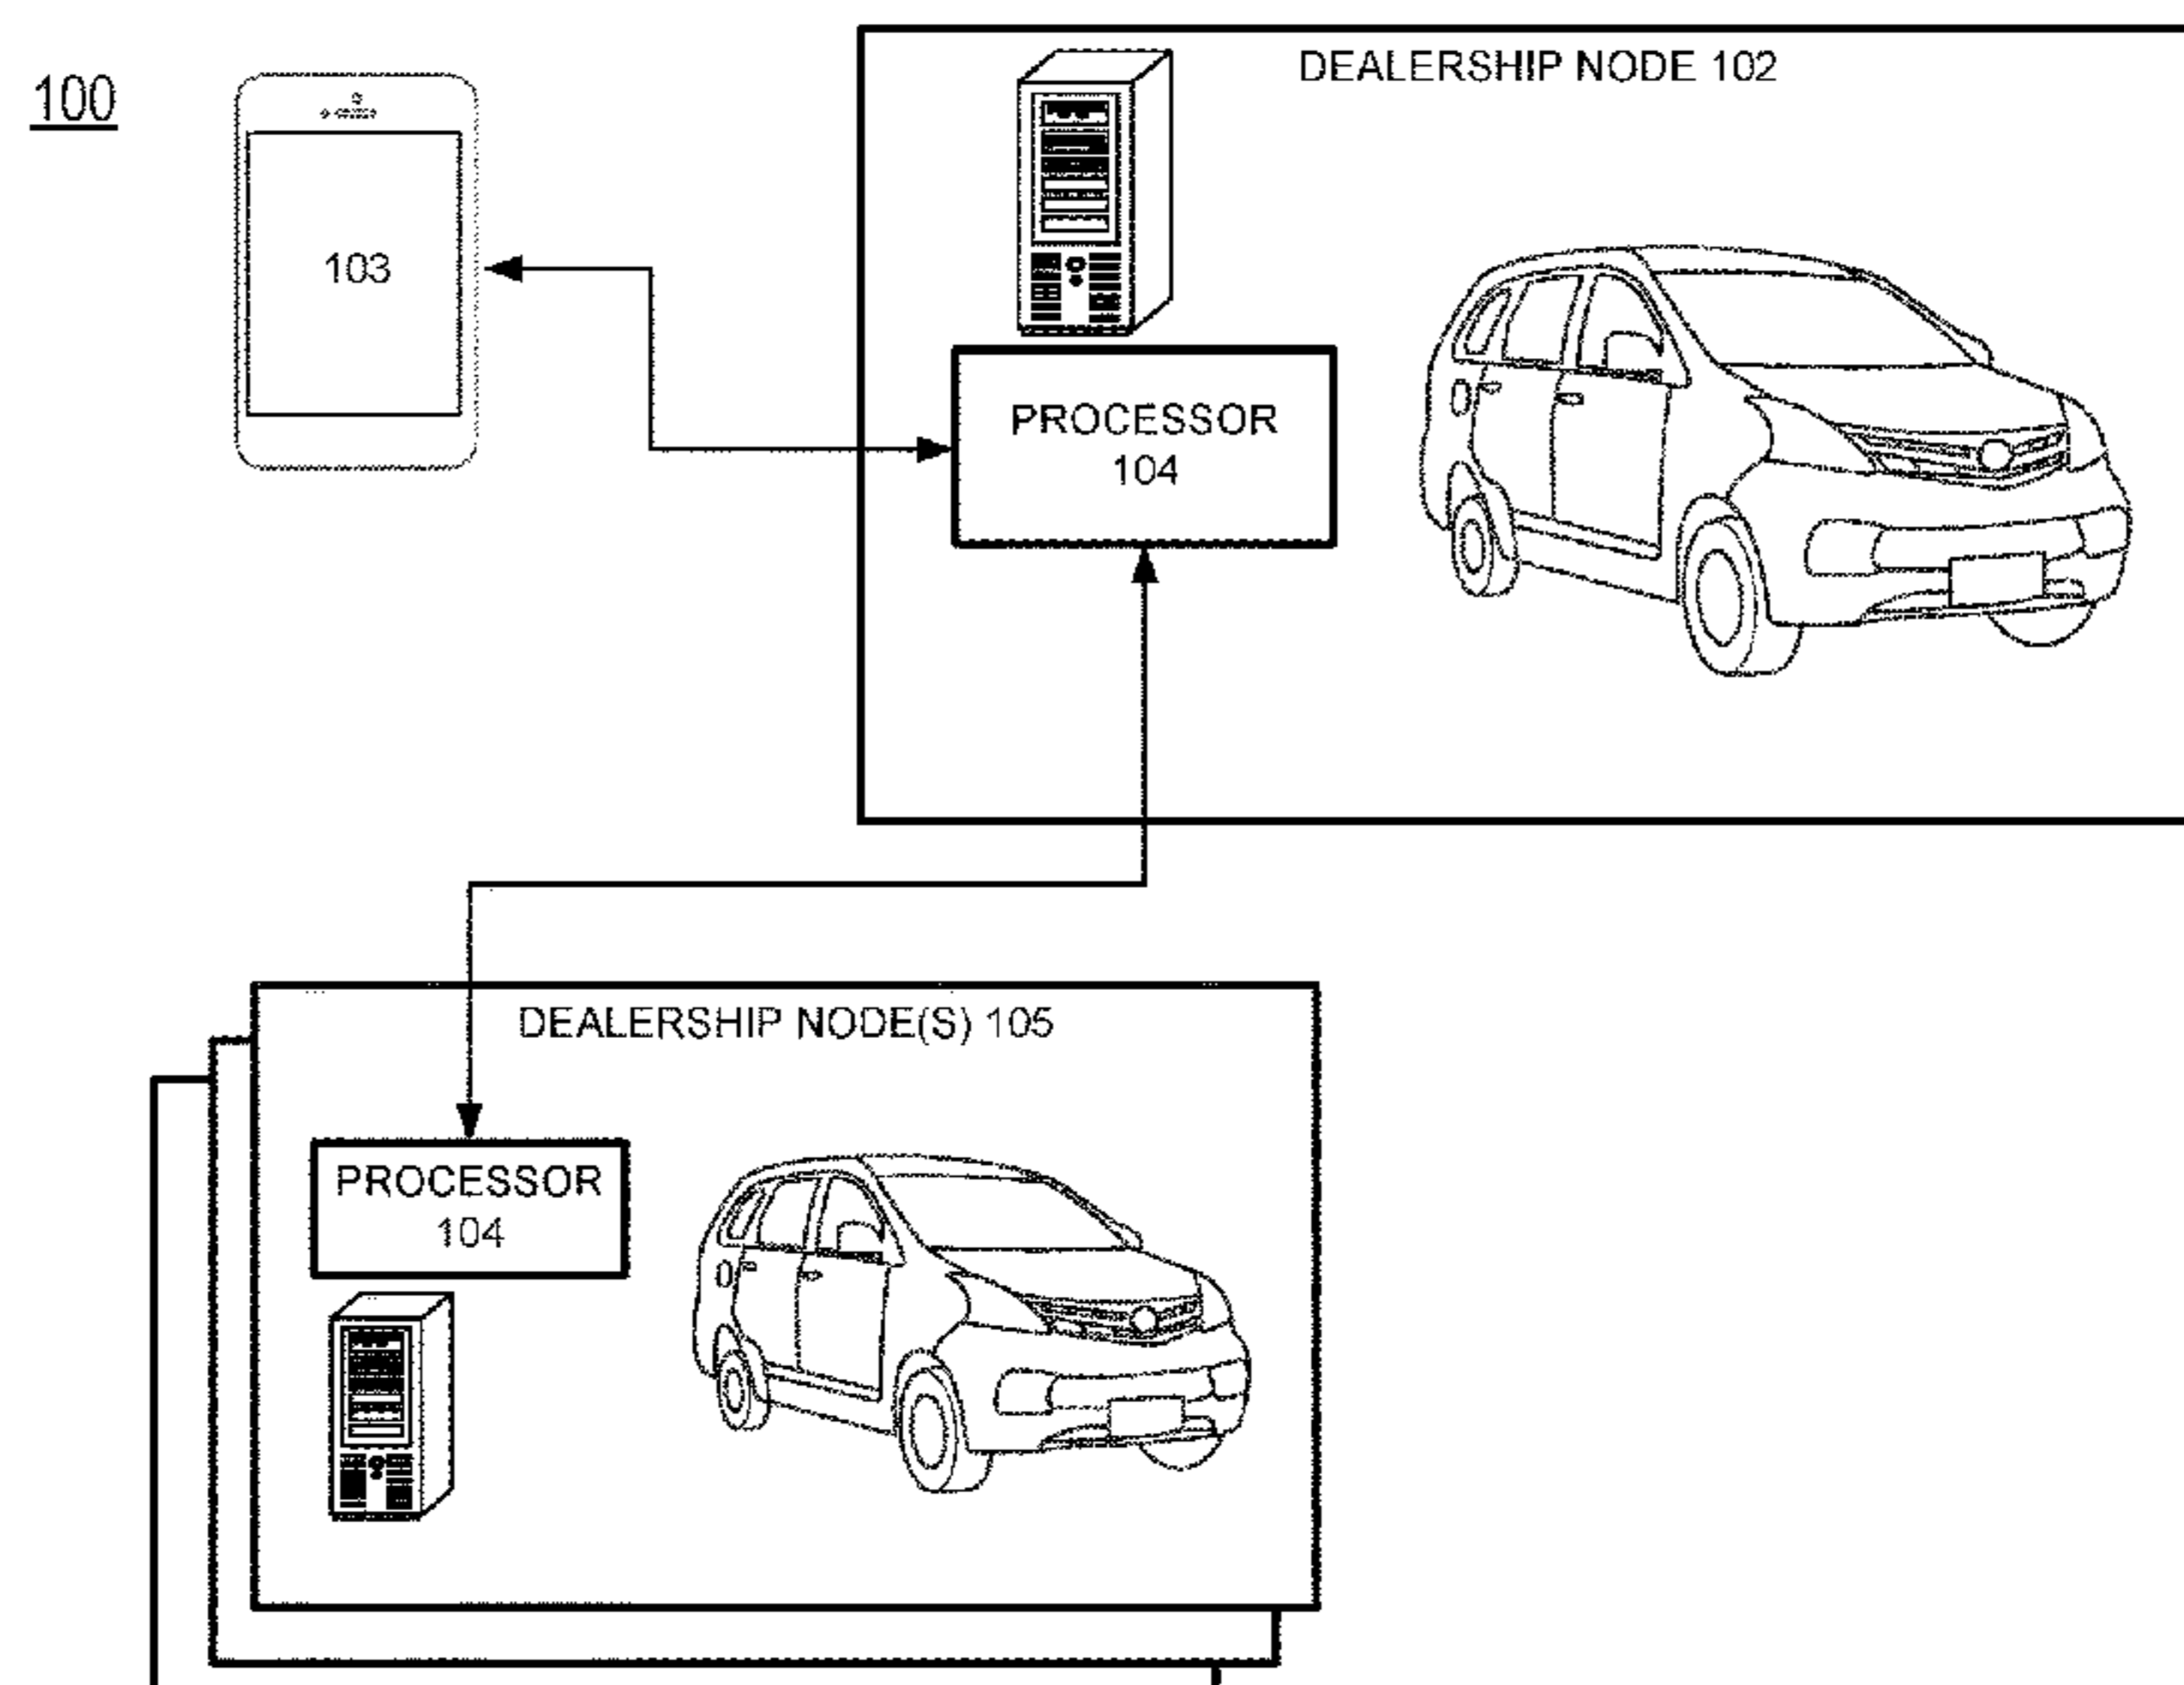 100
103
DEALERSHIP NODE 102
PROCESSOR
104
DEALERSHIP NODE(S) 105
PROCESSOR
104